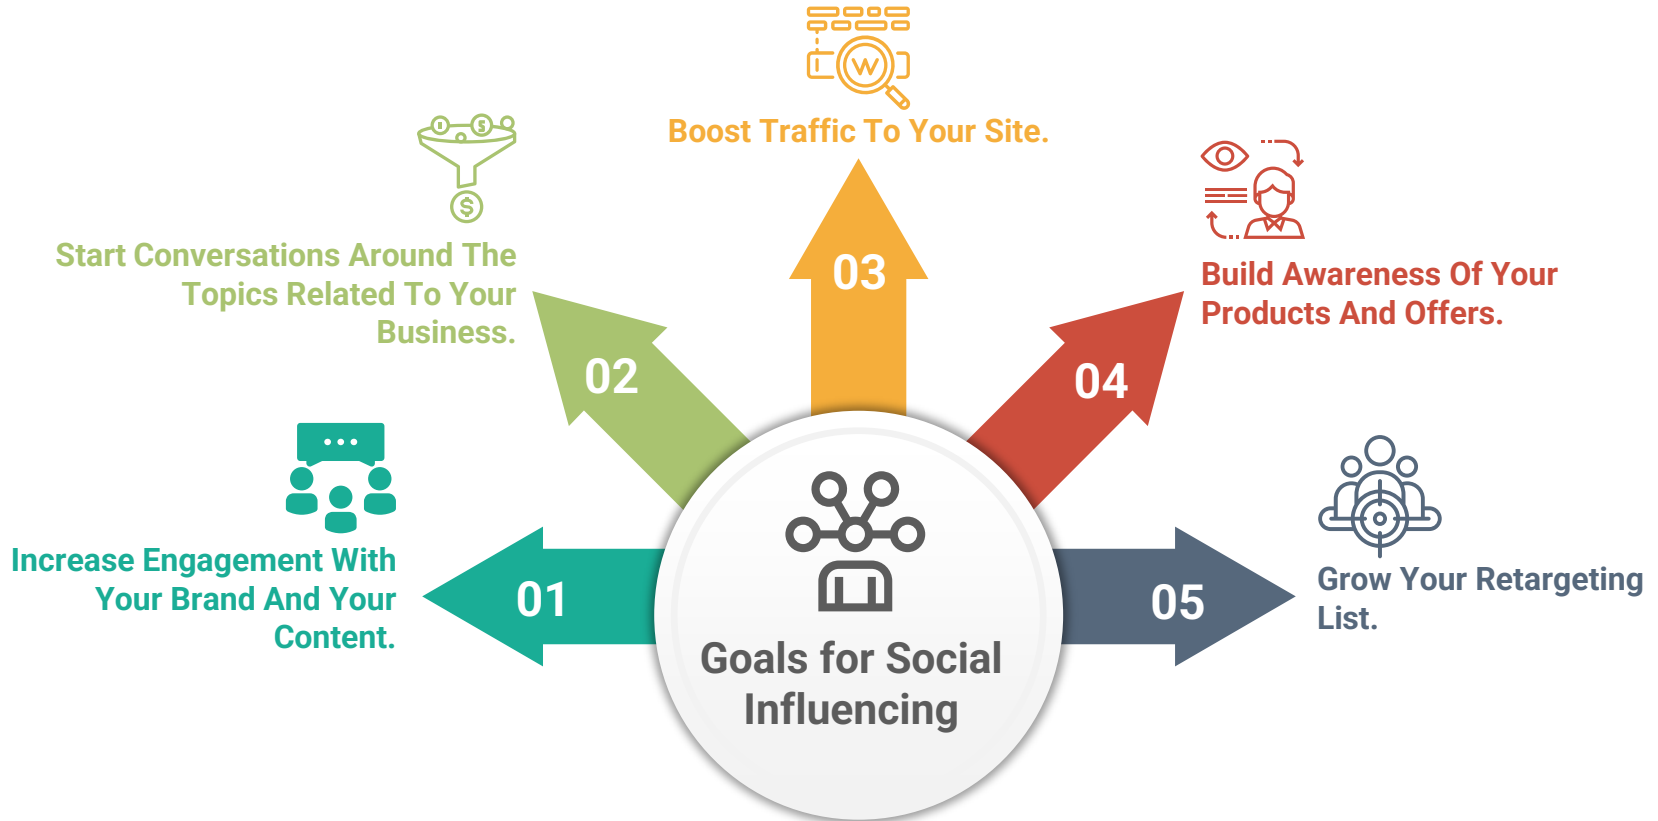 Goals for Social
Influencing
01
Increase Engagement With
Your Brand And Your
Content.
02
Start Conversations Around The
Topics Related To Your
Business.
$
$
03
W
Boost Traffic To Your Site.
04
Build Awareness Of Your
Products And Offers.
05
Grow Your Retargeting
List.